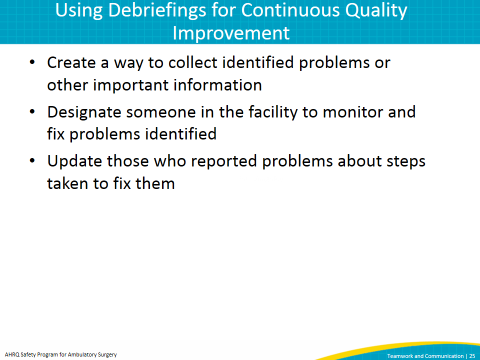 Using Debriefings for Continuous Quality
Improvement
• Create a way to collect identified problems or
other important information
• Designate someone in the facility to monitor and
fix problems identified
• Update those who reported problems about steps
taken to fix them
AHRQ Safety Program for Ambulatory Surgery
Teamwork and Communication | 25